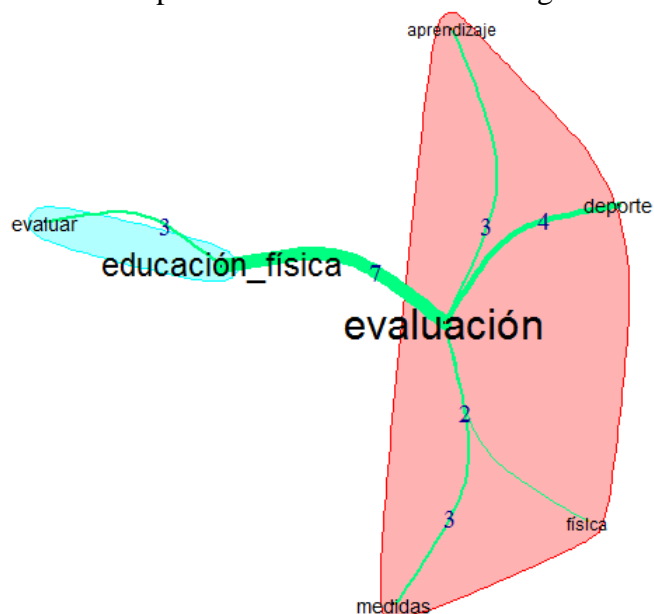 aprendizaje
evaluar
3
educación_física
7
3
4
deporte
evaluación
2
3
física
medidas